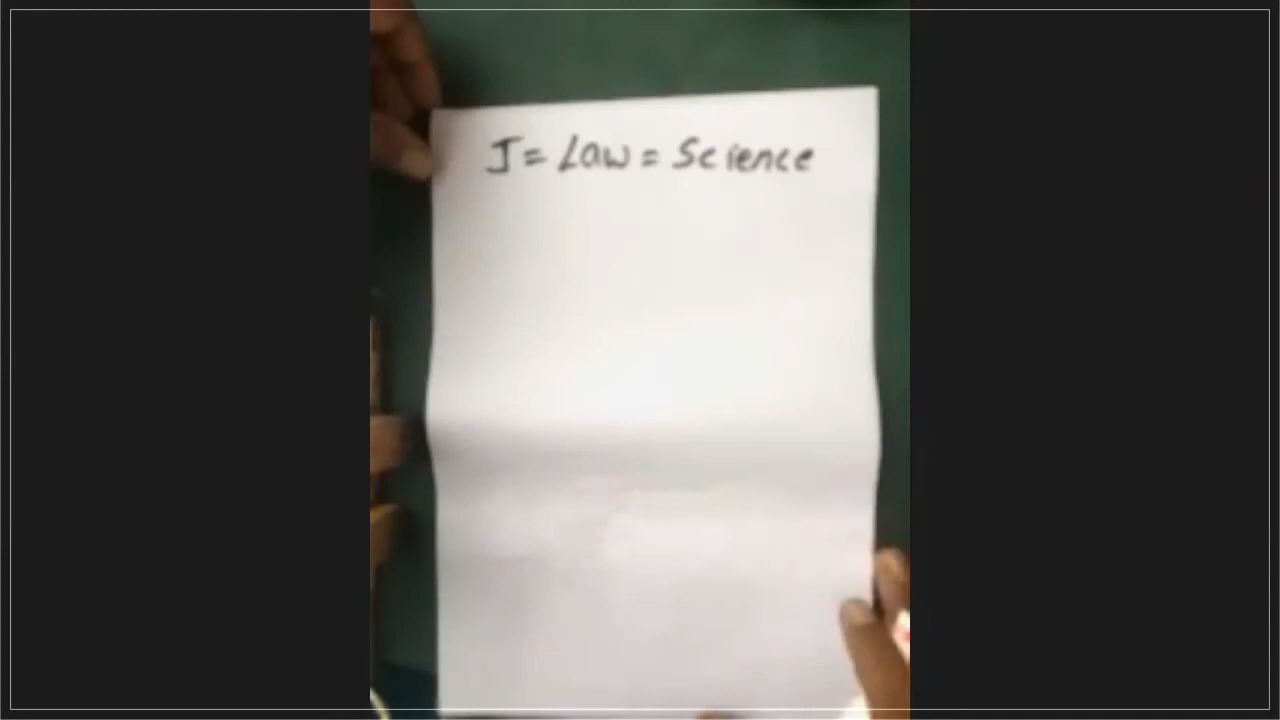 J = Law = Science